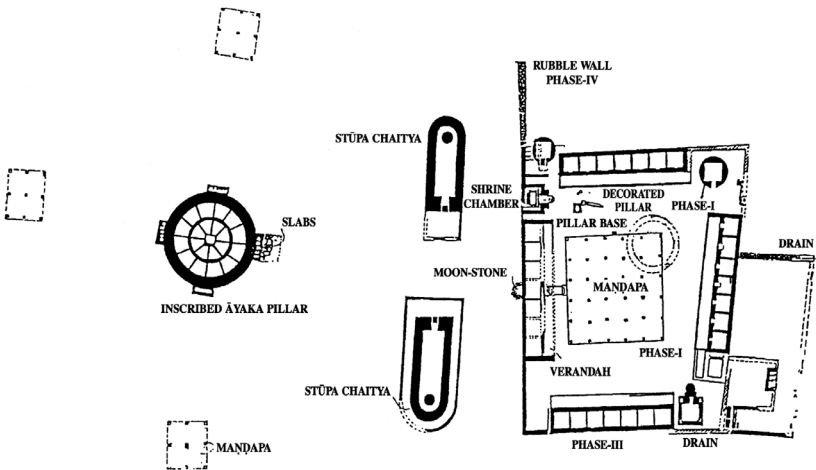 RUBBLE WALL
PHASE-IV
STŪPA CHAITYA
SHRINE
CHAMBER
DECORATED
PILLAR
PHASE-I
PILLAR BASE
SLABS
DRAIN
MOON-STONE
MAṆḌAPA
INSCRIBED ĀYAKA PILLAR
PHASE-I
VERANDAH
STŪPA CHAITYA
PHASE-III
DRAIN
MAṆḌAPA